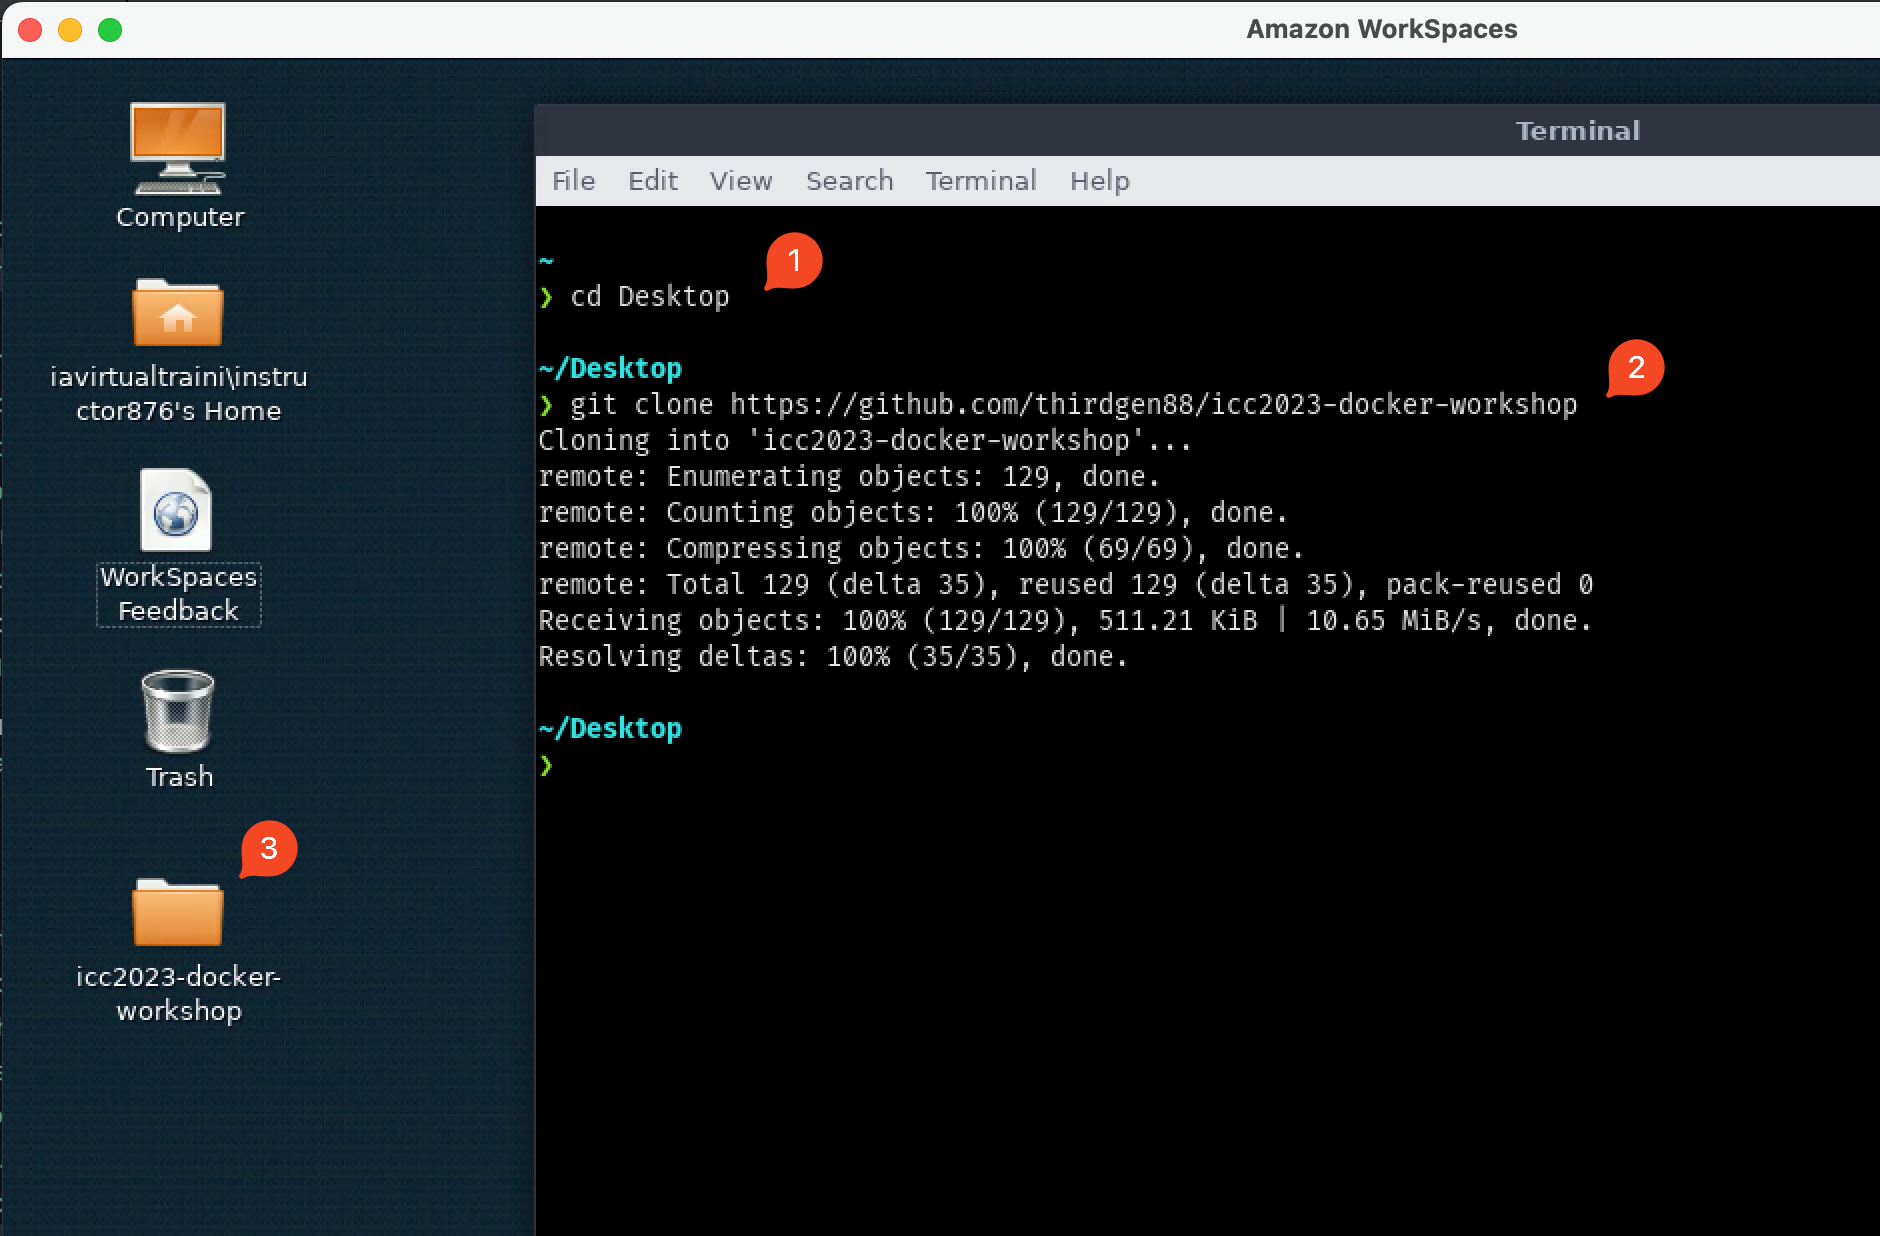 Amazon WorkSpaces
Computer
iavirtualtraini\instru
ctor876's Home
WorkSpaces
Feedback
Trash
3
icc2023-docker-
workshop
Terminal
File Edit View Search Terminal Help
~
1
❯ cd Desktop
~/Desktop
2
❯ git clone https://github.com/thirdgen88/icc2023-docker-workshop
Cloning into 'icc2023-docker-workshop'...
remote: Enumerating objects: 129, done.
remote: Counting objects: 100% (129/129), done.
remote: Compressing objects: 100% (69/69), done.
remote: Total 129 (delta 35), reused 129 (delta 35), pack-reused 0
Receiving objects: 100% (129/129), 511.21 KiB | 10.65 MiB/s, done.
Resolving deltas: 100% (35/35), done.
~/Desktop
❯